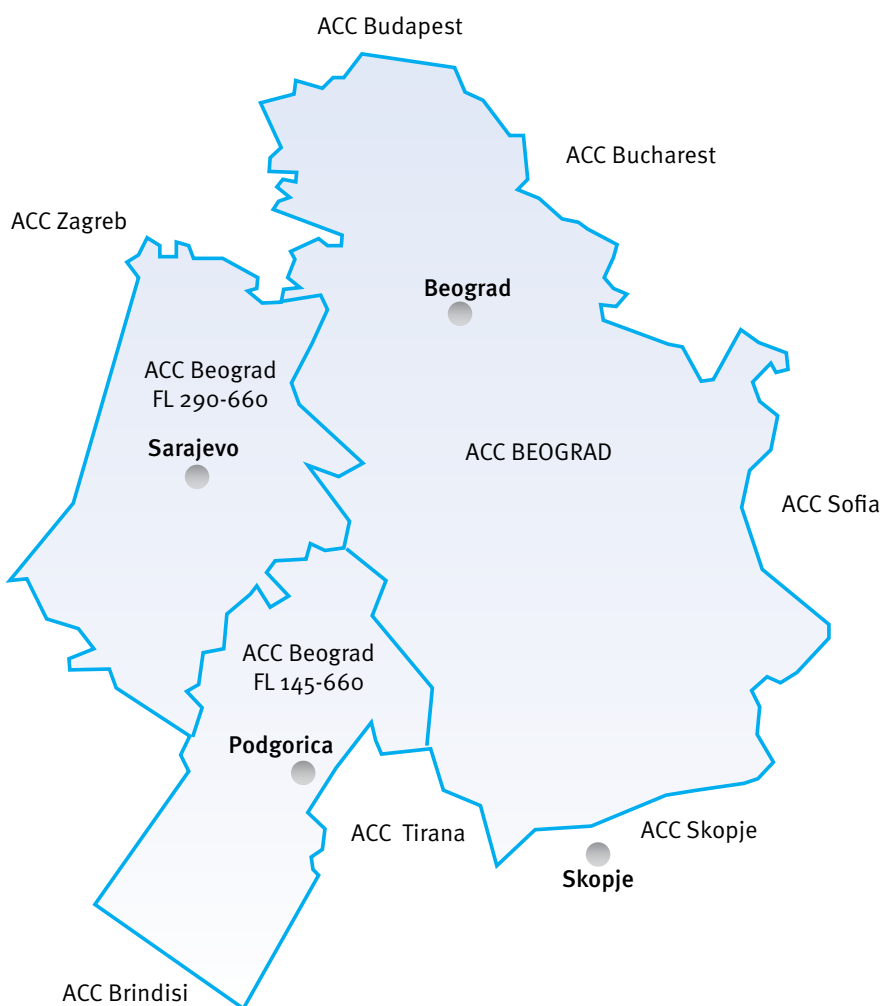 ACC Budapest
ACC Bucharest
ACC Zagreb
Beograd
ACC Beograd
FL 290-660
Sarajevo
ACC BEOGRAD
ACC Sofia
ACC Beograd
FL 145-660
Podgorica
ACC Tirana
ACC Skopje
Skopje
ACC Brindisi